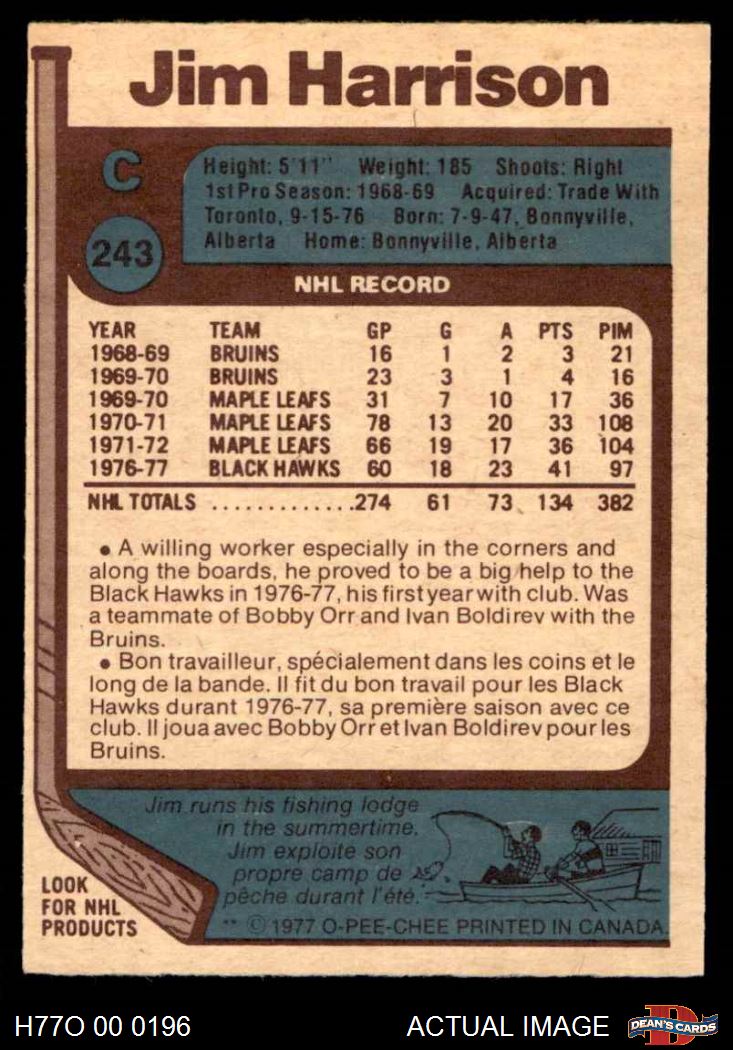 Jim Harrison
C
243
Height: 5'11" Weight: 185 Shoots: Right
1st Pro Season: 1968-69 Acquired: Trade With
Toronto, 9-15-76 Born: 7-9-47, Bonnyville,
Alberta Home: Bonnyville, Alberta
NHL RECORD
YEAR TEAM GP G A PTS PIM
1968-69 BRUINS 16 1 2 3 21
1969-70 BRUINS 23 3 1 4 16
1969-70 MAPLE LEAFS 31 7 10 17 36
1970-71 MAPLE LEAFS 78 13 20 33 108
1971-72 MAPLE LEAFS 66 19 17 36 104
1976-77 BLACK HAWKS 60 18 23 41 97
NHL TOTALS .............274 61 73 134 382
• A willing worker especially in the corners and
along the boards, he proved to be a big help to the
Black Hawks in 1976-77, his first year with club. Was
a teammate of Bobby Orr and Ivan Boldirev with the
Bruins.
• Bon travailleur, spécialement dans les coins et le
long de la bande. Il fit du bon travail pour les Black
Hawks durant 1976-77, sa première saison avec ce
club. Il joua avec Bobby Orr et Ivan Boldirev pour les
Bruins.
Jim runs his fishing lodge
in the summertime.
Jim exploite son
propre camp de
pêche durant l'été.
LOOK
FOR NHL
PRODUCTS
** © 1977 O-PEE-CHEE PRINTED IN CANADA.
H77O 00 0196
ACTUAL IMAGE
D
DEAN'S CARDS